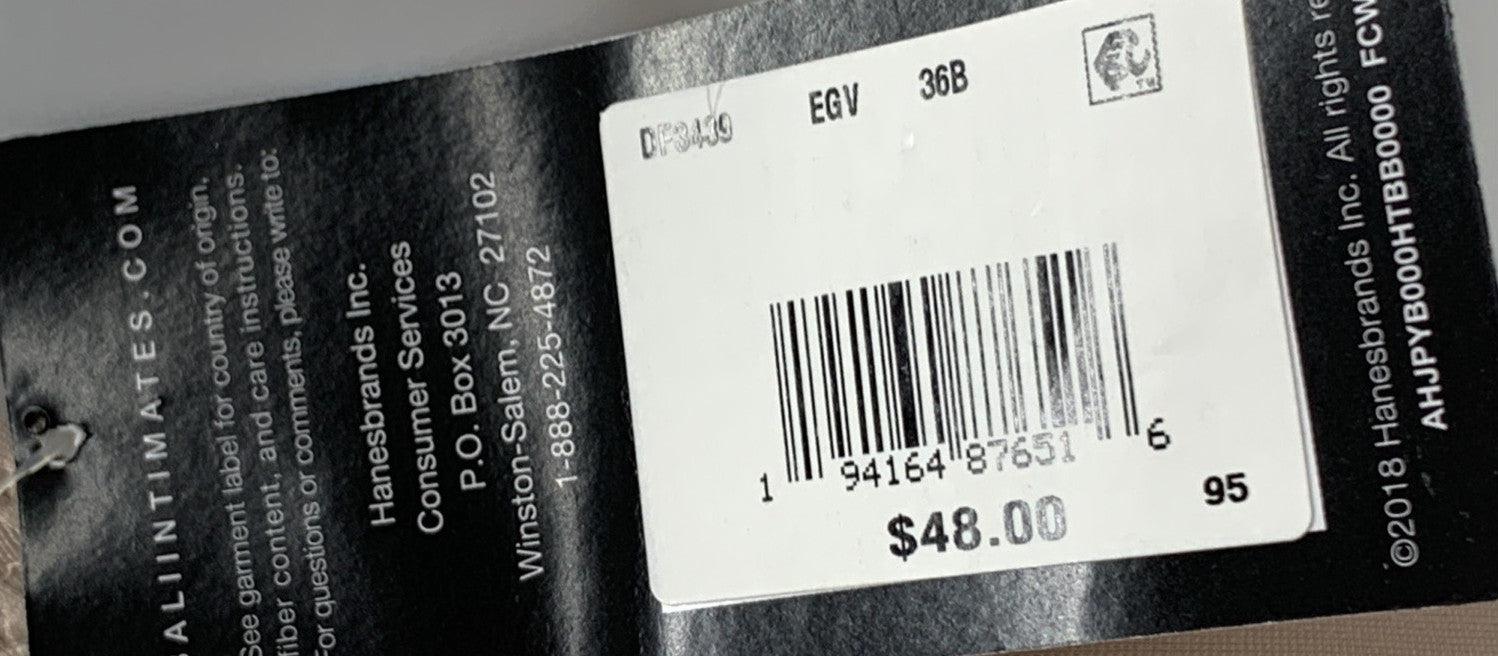 ALIINTIMATES.COM
See garment label for country of origin,
fiber content, and care instructions.
For questions or comments, please write to:
Hanesbrands Inc.
Consumer Services
P.O. Box 3013
Winston-Salem, NC 27102
1-888-225-4872
DF3439 EGV 36B
1 94164 87651 6
$48.00 95
©2018 Hanesbrands Inc. All rights re
AHJPYB000HTBB0000 FCW